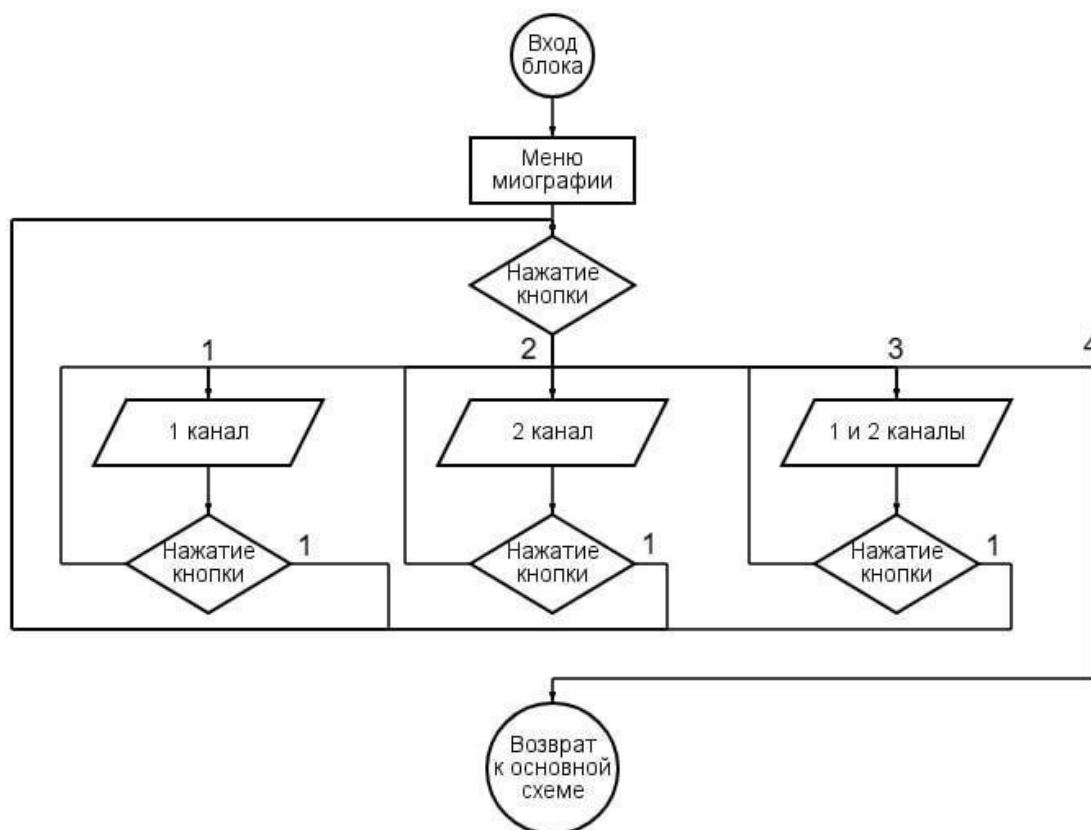 Вход
блока
Меню
миографии
Нажатие
кнопки
1
2
3
4
1 канал
2 канал
1 и 2 каналы
Нажатие
кнопки
1
Нажатие
кнопки
1
Нажатие
кнопки
1
Возврат
к основной
схеме